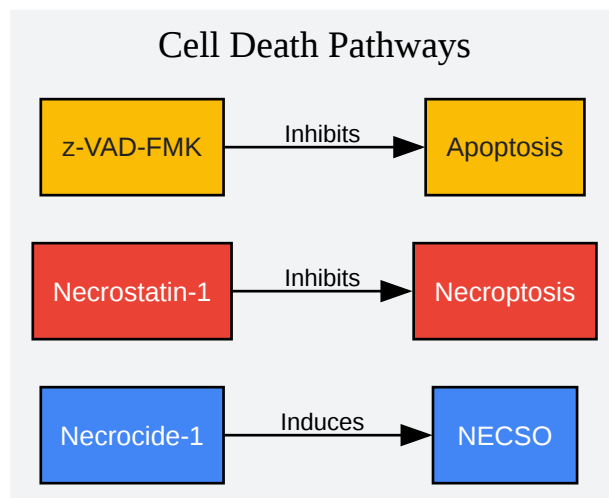 Cell Death Pathways
z-VAD-FMK
Inhibits
Apoptosis
Necrostatin-1
Inhibits
Necroptosis
Necrocide-1
Induces
NECSO